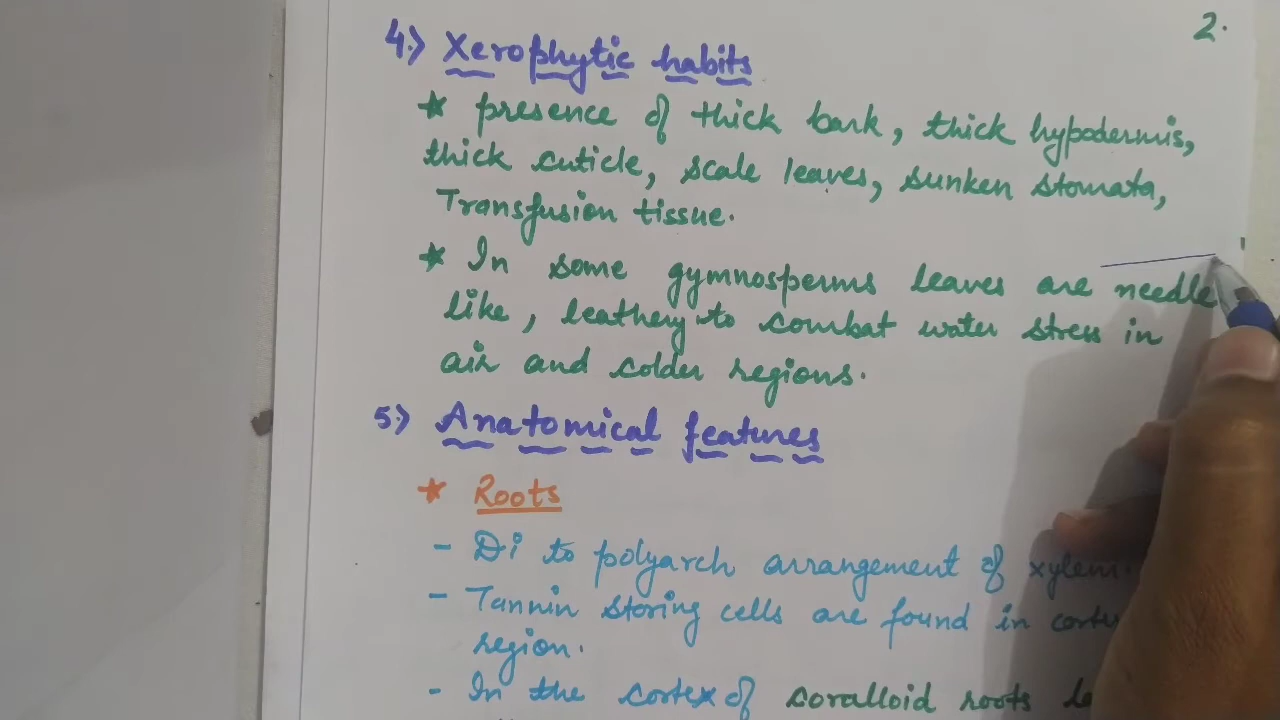 2.
4.) Xerophytic habits
★ presence of thick bark, thick hypodermis,
thick cuticle, scale leaves, sunken stomata,
Transfusion tissue.
★ In some gymnosperms leaves are needle
like, leathery to combat water stress in
air and colder regions.
5.) Anatomical features
★ Roots
- Di to polyarch arrangement of xylem.
- Tannin storing cells are found in
region.
- In the cortex of coralloid roots